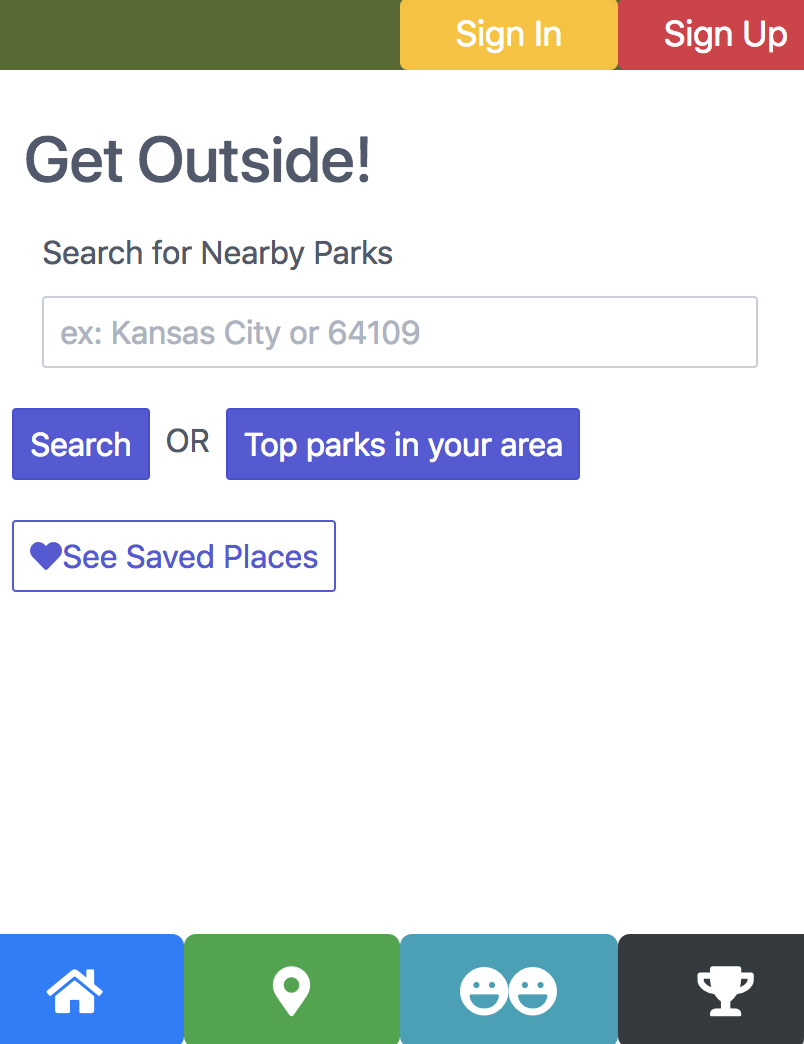 Sign In Sign Up
Get Outside!
Search for Nearby Parks
ex: Kansas City or 64109
Search OR Top parks in your area
See Saved Places